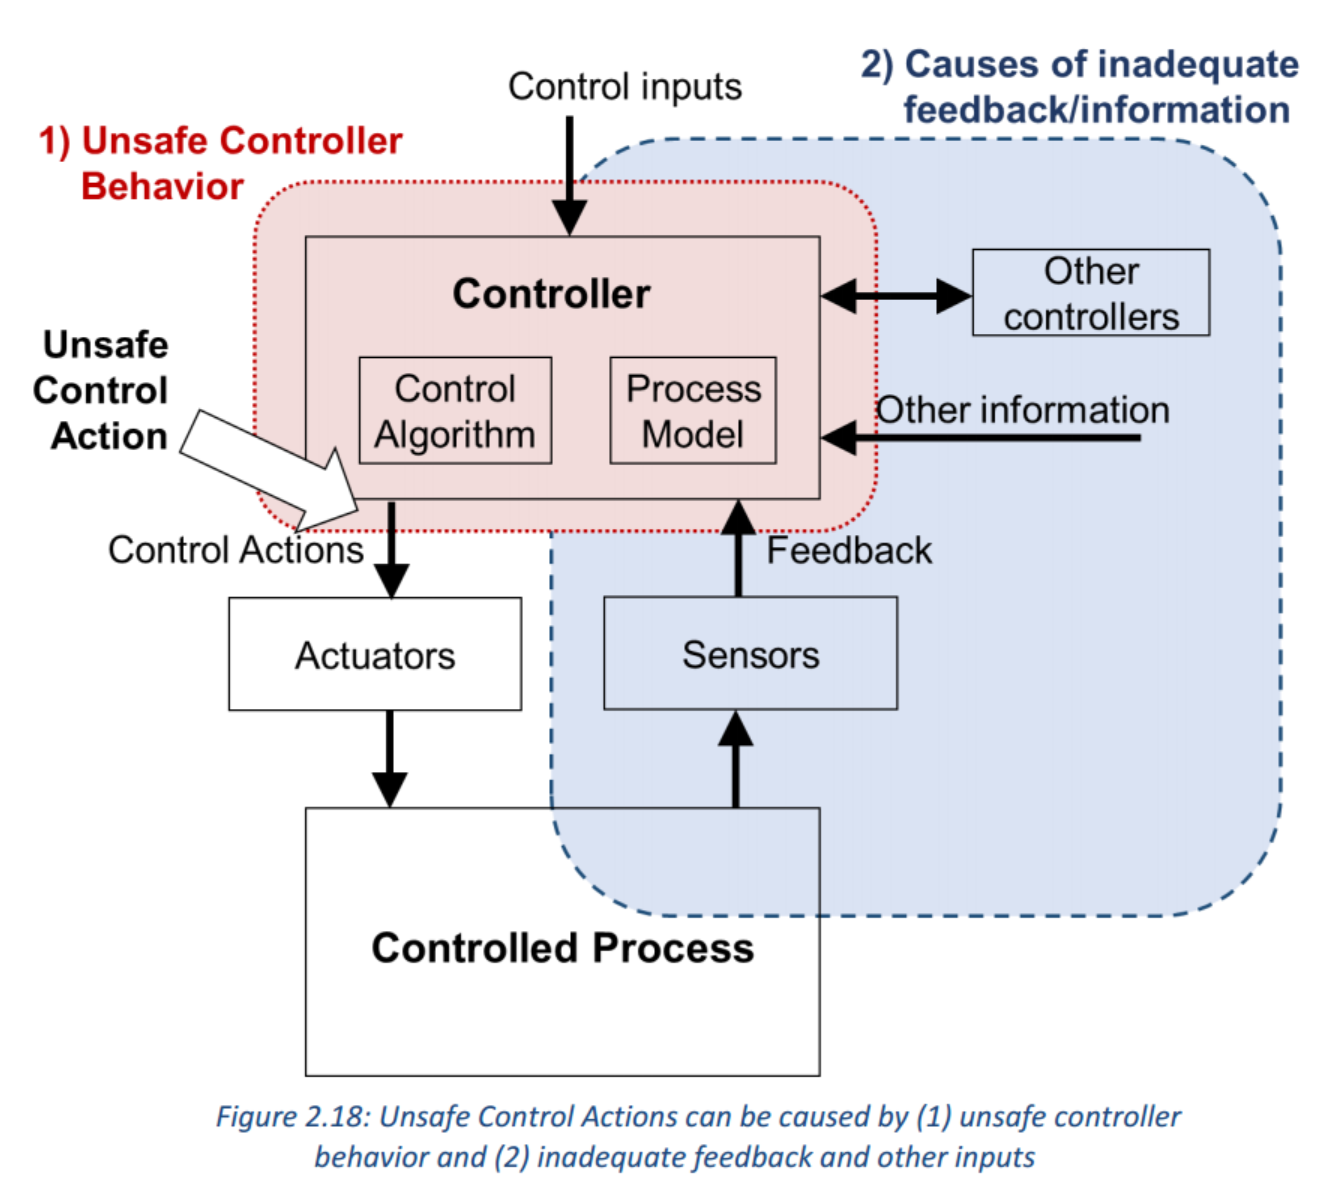 Control inputs
2) Causes of inadequate
feedback/information
1) Unsafe Controller
Behavior
Controller
Other
controllers
Unsafe
Control
Action
Control
Algorithm
Process
Model
Other information
Control Actions
Feedback
Actuators
Sensors
Controlled Process
Figure 2.18: Unsafe Control Actions can be caused by (1) unsafe controller
behavior and (2) inadequate feedback and other inputs